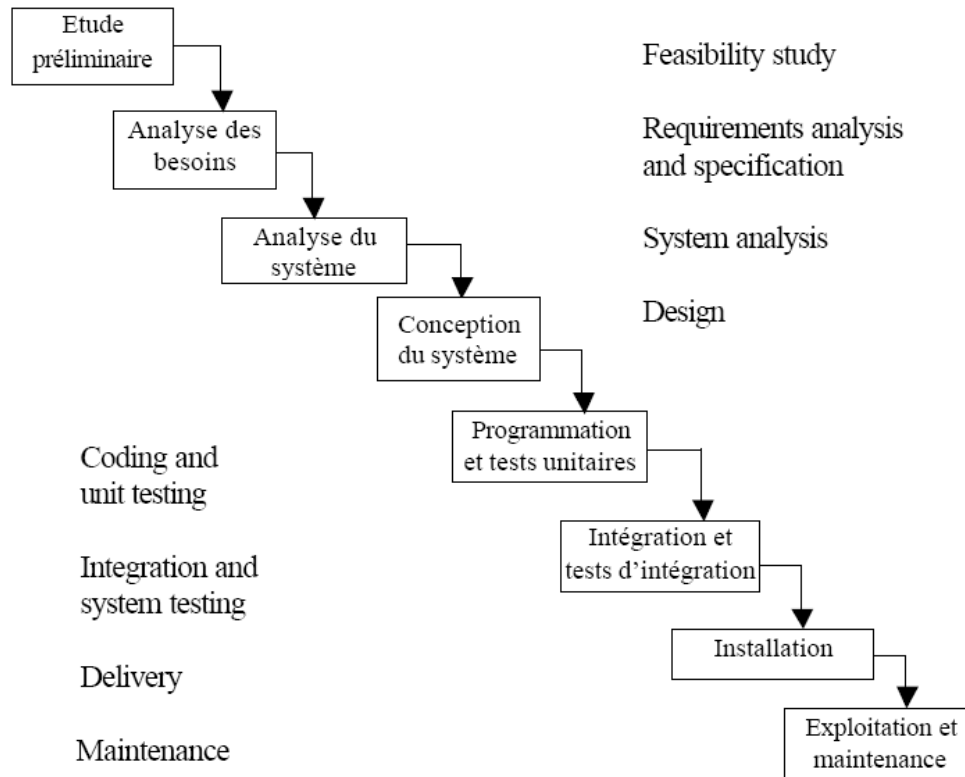 Etude
préliminaire
Feasibility study
Analyse des
besoins
Requirements analysis
and specification
Analyse du
système
System analysis
Conception
du système
Design
Programmation
et tests unitaires
Coding and
unit testing
Intégration et
tests d'intégration
Integration and
system testing
Installation
Delivery
Exploitation et
maintenance
Maintenance